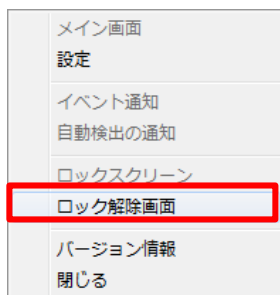 メイン画面
設定
イベント通知
自動検出の通知
ロックスクリーン
ロック解除画面
バージョン情報
閉じる